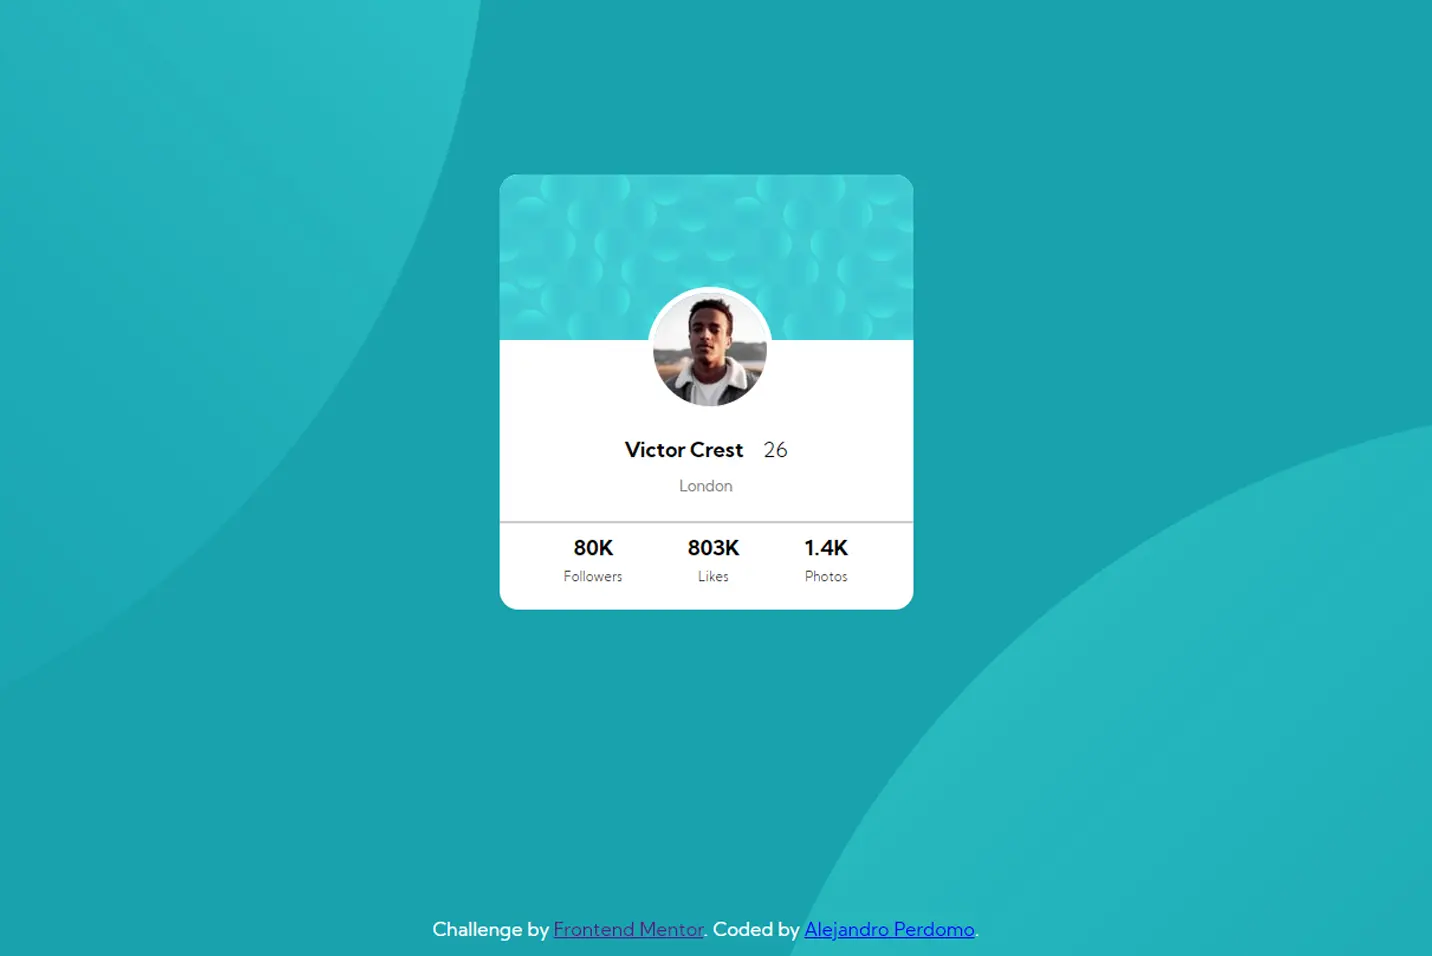 Victor Crest 26
London
80K 803K 1.4K
Followers Likes Photos
Challenge by Frontend Mentor. Coded by Alejandro Perdomo.